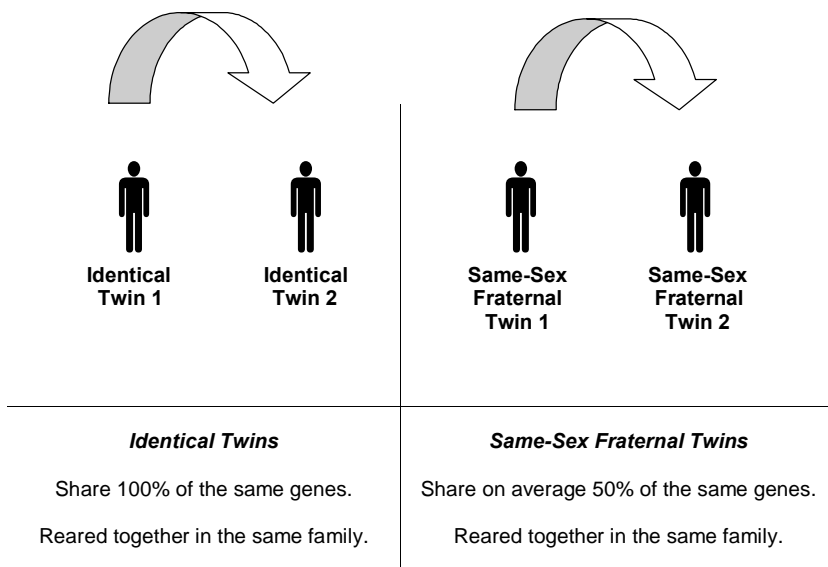 Identical
Twin 1
Identical
Twin 2
Same-Sex
Fraternal
Twin 1
Same-Sex
Fraternal
Twin 2
Identical Twins
Share 100% of the same genes.
Reared together in the same family.
Same-Sex Fraternal Twins
Share on average 50% of the same genes.
Reared together in the same family.